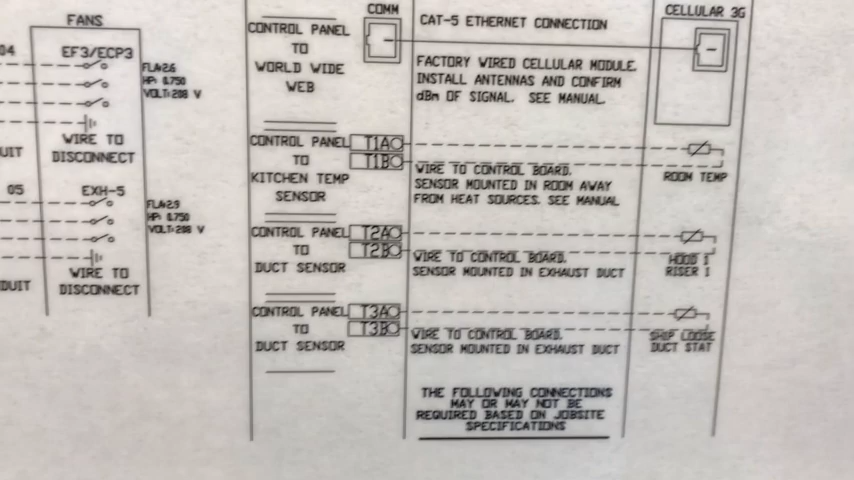 FANS
04
EF3/ECP3
FLA:2.6
HP: 0.750
VOLT: 208 V
WIRE TO
DISCONNECT
UIT
05
EXH-5
FLA:2.9
HP: 0.750
VOLT: 208 V
WIRE TO
DISCONNECT
DUIT
CONTROL PANEL
TO
WORLD WIDE
WEB
COMM
CAT-5 ETHERNET CONNECTION
CELLULAR 3G
FACTORY WIRED CELLULAR MODULE.
INSTALL ANTENNAS AND CONFIRM
dBm OF SIGNAL. SEE MANUAL.
CONTROL PANEL
TO
KITCHEN TEMP
SENSOR
T1A
T1B
WIRE TO CONTROL BOARD.
SENSOR MOUNTED IN ROOM AWAY
FROM HEAT SOURCES. SEE MANUAL
ROOM TEMP
CONTROL PANEL
TO
DUCT SENSOR
T2A
T2B
WIRE TO CONTROL BOARD.
SENSOR MOUNTED IN EXHAUST DUCT
HOOD 1
RISER 1
CONTROL PANEL
TO
DUCT SENSOR
T3A
T3B
WIRE TO CONTROL BOARD.
SENSOR MOUNTED IN EXHAUST DUCT
SHIP LOOSE
DUCT STAT
THE FOLLOWING CONNECTIONS
MAY OR MAY NOT BE
REQUIRED BASED ON JOBSITE
SPECIFICATIONS